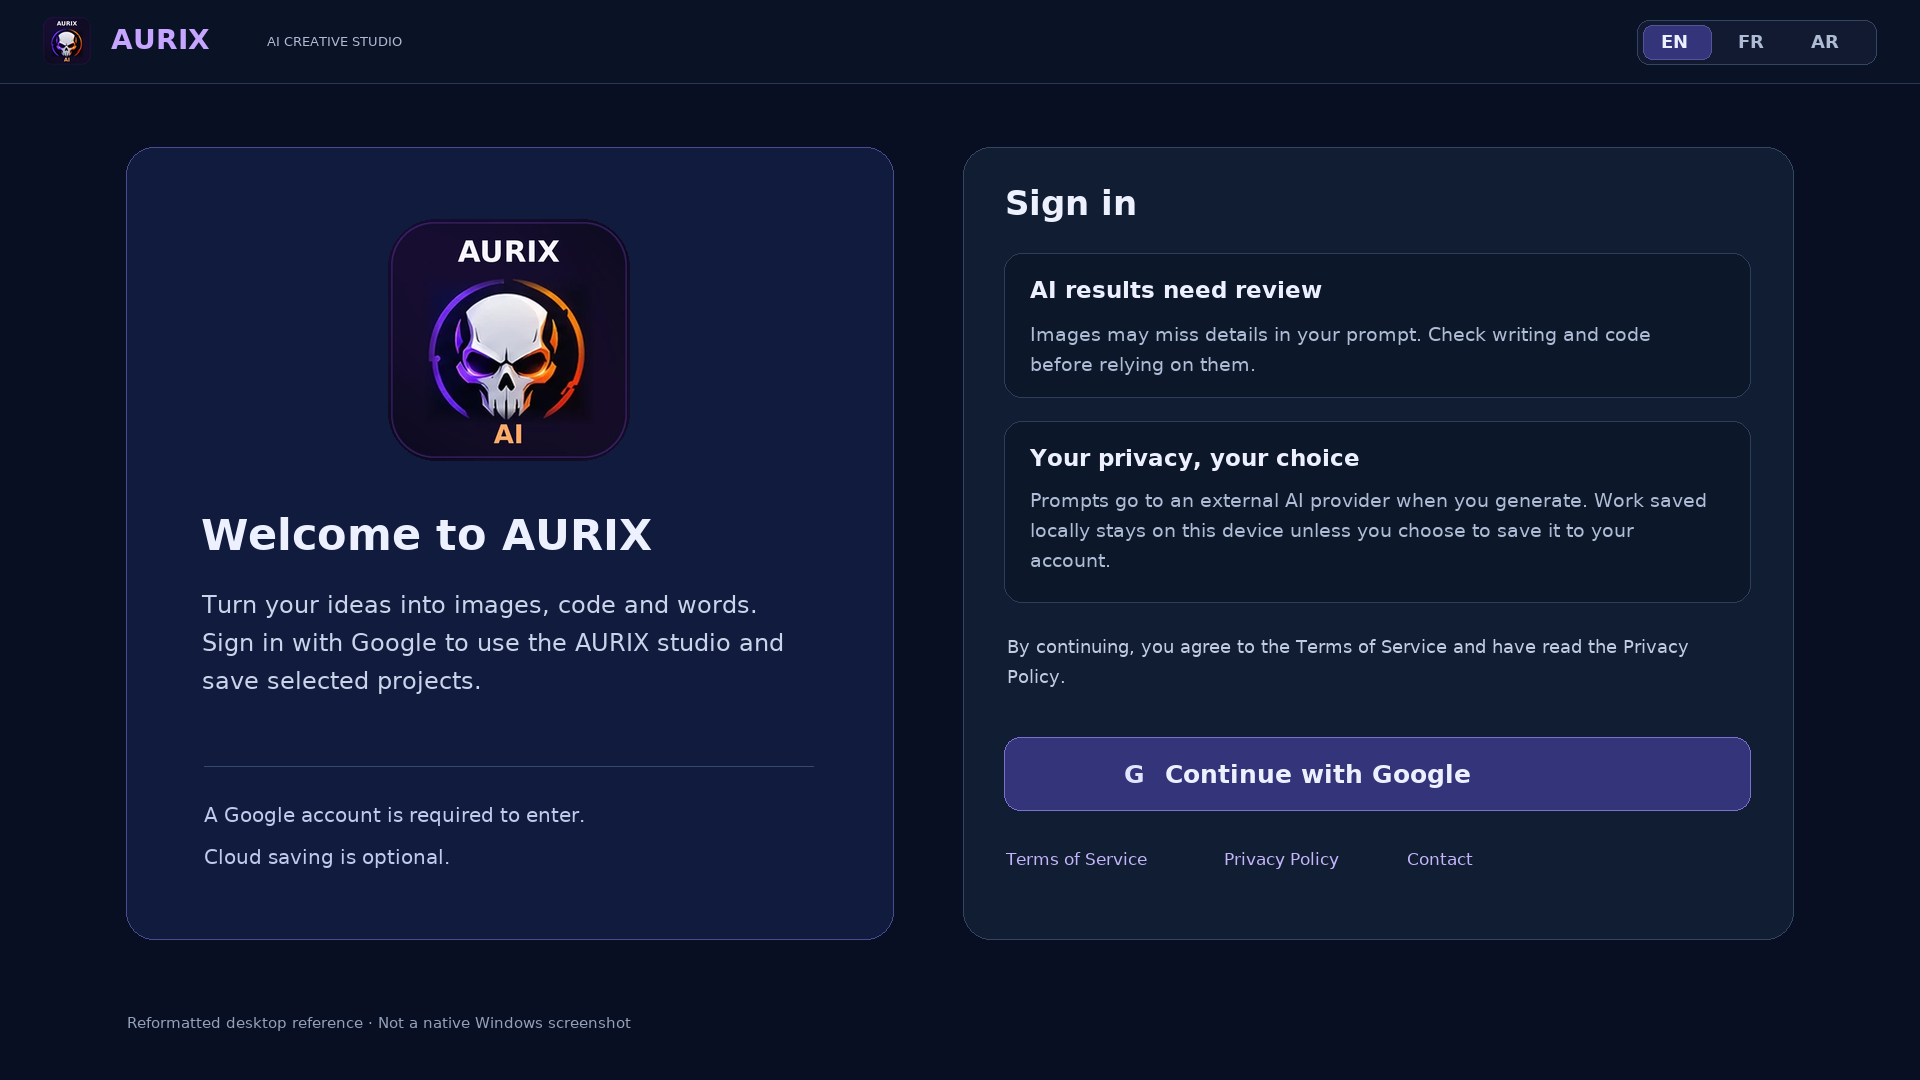 AURIX
AI
AURIX
AI CREATIVE STUDIO
EN
FR
AR
AURIX
AI
Welcome to AURIX
Turn your ideas into images, code and words.
Sign in with Google to use the AURIX studio and
save selected projects.
A Google account is required to enter.
Cloud saving is optional.
Sign in
AI results need review
Images may miss details in your prompt. Check writing and code
before relying on them.
Your privacy, your choice
Prompts go to an external AI provider when you generate. Work saved
locally stays on this device unless you choose to save it to your
account.
By continuing, you agree to the Terms of Service and have read the Privacy
Policy.
G Continue with Google
Terms of Service
Privacy Policy
Contact
Reformatted desktop reference · Not a native Windows screenshot